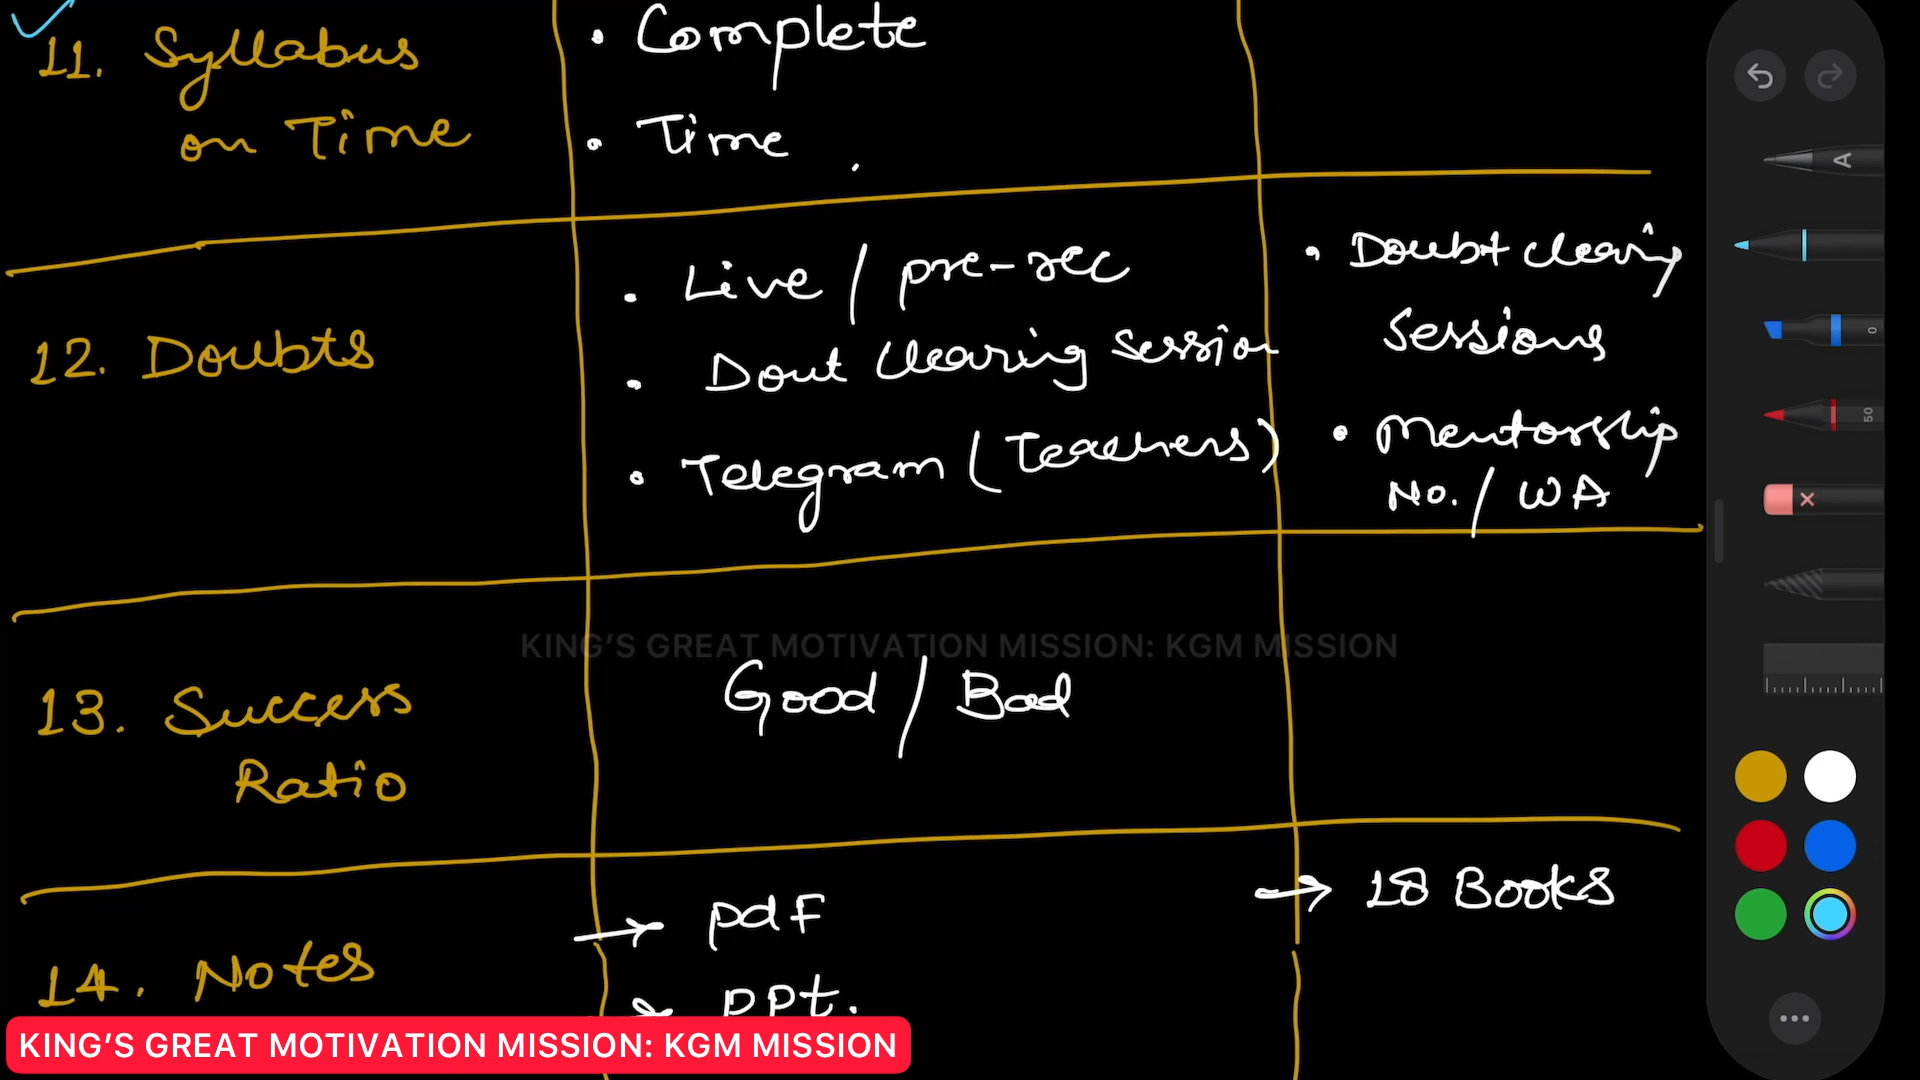 11. Syllabus
on Time
• Complete
• Time .
12. Doubts
• Live / pre-rec
• Dout clearing session
• Telegram (Teachers)
• Doubt clearing
sessions
• Mentorship
No. / WA
KING'S GREAT MOTIVATION MISSION: KGM MISSION
13. Success
Ratio
Good / Bad
14. Notes
→ pdf
→ ppt.
→ 18 Books
A
0
50
KING'S GREAT MOTIVATION MISSION: KGM MISSION